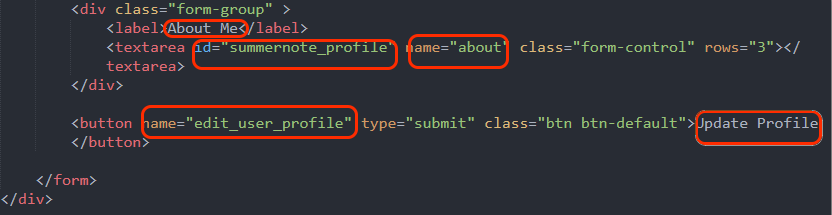 <div class="form-group" >
<label>About Me</label>
<textarea id="summernote_profile" name="about" class="form-control" rows="3"></
textarea>
</div>
<button name="edit_user_profile" type="submit" class="btn btn-default">Update Profile
</button>
</form>
</div>